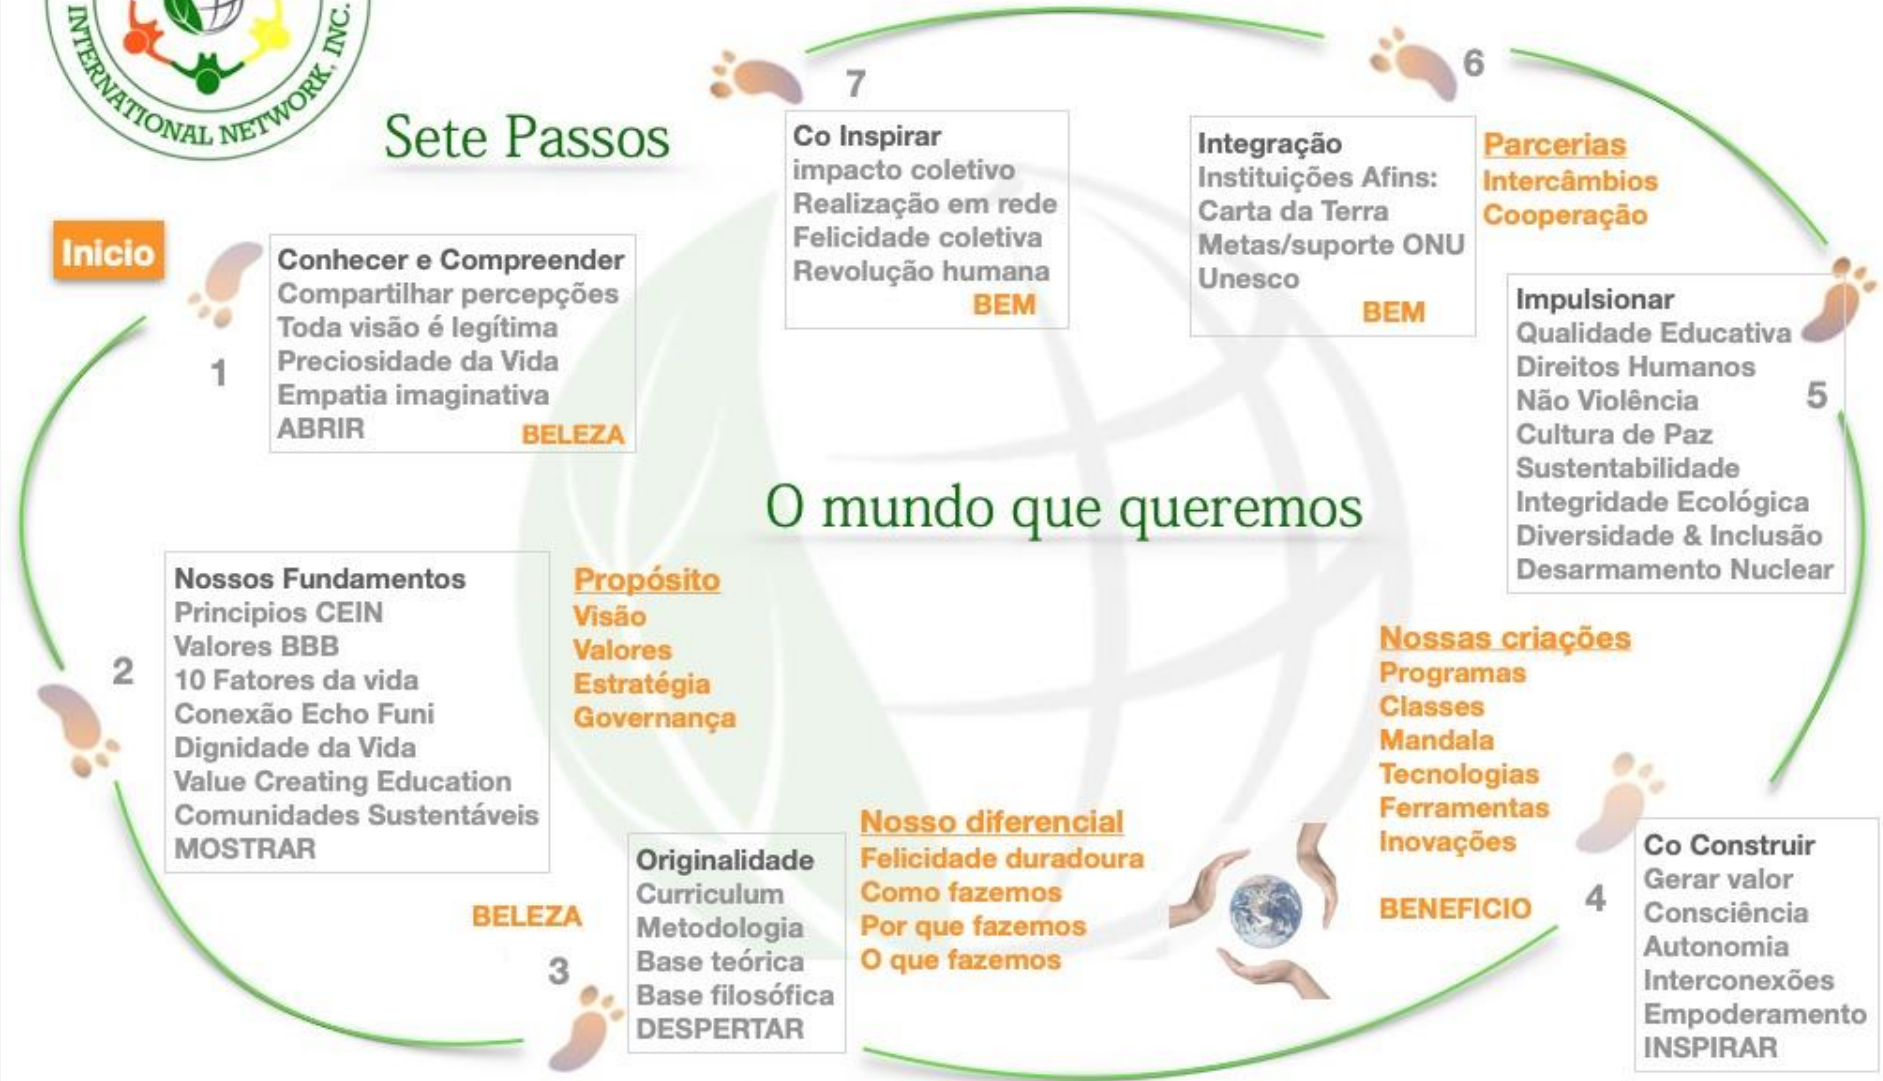 INTERNATIONAL NETWORK, INC.
Sete Passos
Inicio
1
Conhecer e Compreender
Compartilhar percepções
Toda visão é legítima
Preciosidade da Vida
Empatia imaginativa
ABRIR
BELEZA
2
Nossos Fundamentos
Principios CEIN
Valores BBB
10 Fatores da vida
Conexão Echo Funi
Dignidade da Vida
Value Creating Education
Comunidades Sustentáveis
MOSTRAR
Propósito
Visão
Valores
Estratégia
Governança
BELEZA
3
Originalidade
Curriculum
Metodologia
Base teórica
Base filosófica
DESPERTAR
Nosso diferencial
Felicidade duradoura
Como fazemos
Por que fazemos
O que fazemos
O mundo que queremos
Nossas criações
Programas
Classes
Mandala
Tecnologias
Ferramentas
Inovações
BENEFICIO
4
Co Construir
Gerar valor
Consciência
Autonomia
Interconexões
Empoderamento
INSPIRAR
5
Impulsionar
Qualidade Educativa
Direitos Humanos
Não Violência
Cultura de Paz
Sustentabilidade
Integridade Ecológica
Diversidade & Inclusão
Desarmamento Nuclear
6
Integração
Instituições Afins:
Carta da Terra
Metas/suporte ONU
Unesco
BEM
Parcerias
Intercâmbios
Cooperação
7
Co Inspirar
impacto coletivo
Realização em rede
Felicidade coletiva
Revolução humana
BEM